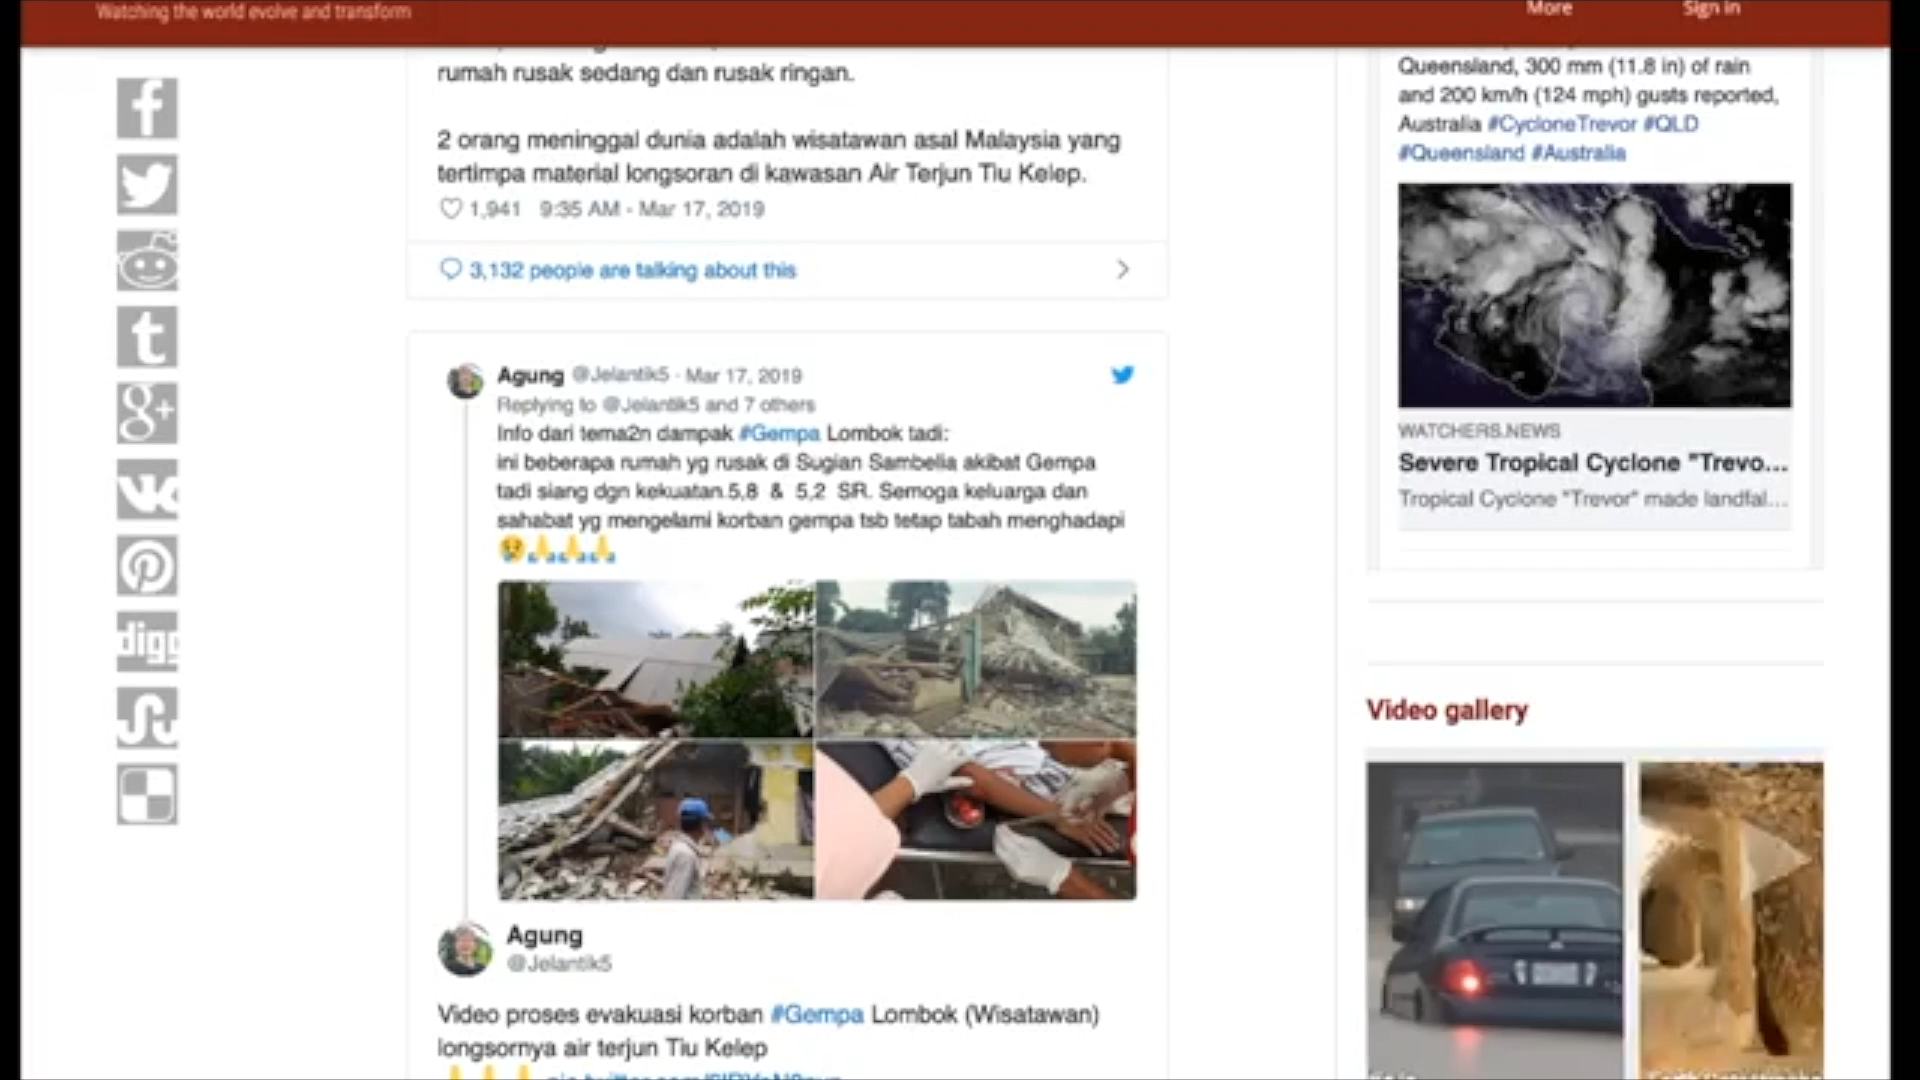 Watching the world evolve and transform
More
Sign in
rumah rusak sedang dan rusak ringan.
2 orang meninggal dunia adalah wisatawan asal Malaysia yang
tertimpa material longsoran di kawasan Air Terjun Tiu Kelep.
1,941 9:35 AM - Mar 17, 2019
3,132 people are talking about this
Agung @Jelantik5 · Mar 17, 2019
Replying to @Jelantik5 and 7 others
Info dari tema2n dampak #Gempa Lombok tadi:
ini beberapa rumah yg rusak di Sugian Sambelia akibat Gempa
tadi siang dgn kekuatan.5,8 & 5,2 SR. Semoga keluarga dan
sahabat yg mengelami korban gempa tsb tetap tabah menghadapi
😢🙏🙏🙏
Agung
@Jelantik5
Video proses evakuasi korban #Gempa Lombok (Wisatawan)
longsornya air terjun Tiu Kelep
digg
Queensland, 300 mm (11.8 in) of rain
and 200 km/h (124 mph) gusts reported,
Australia #CycloneTrevor #QLD
#Queensland #Australia
WATCHERS.NEWS
Severe Tropical Cyclone "Trevo...
Tropical Cyclone "Trevor" made landfal...
Video gallery